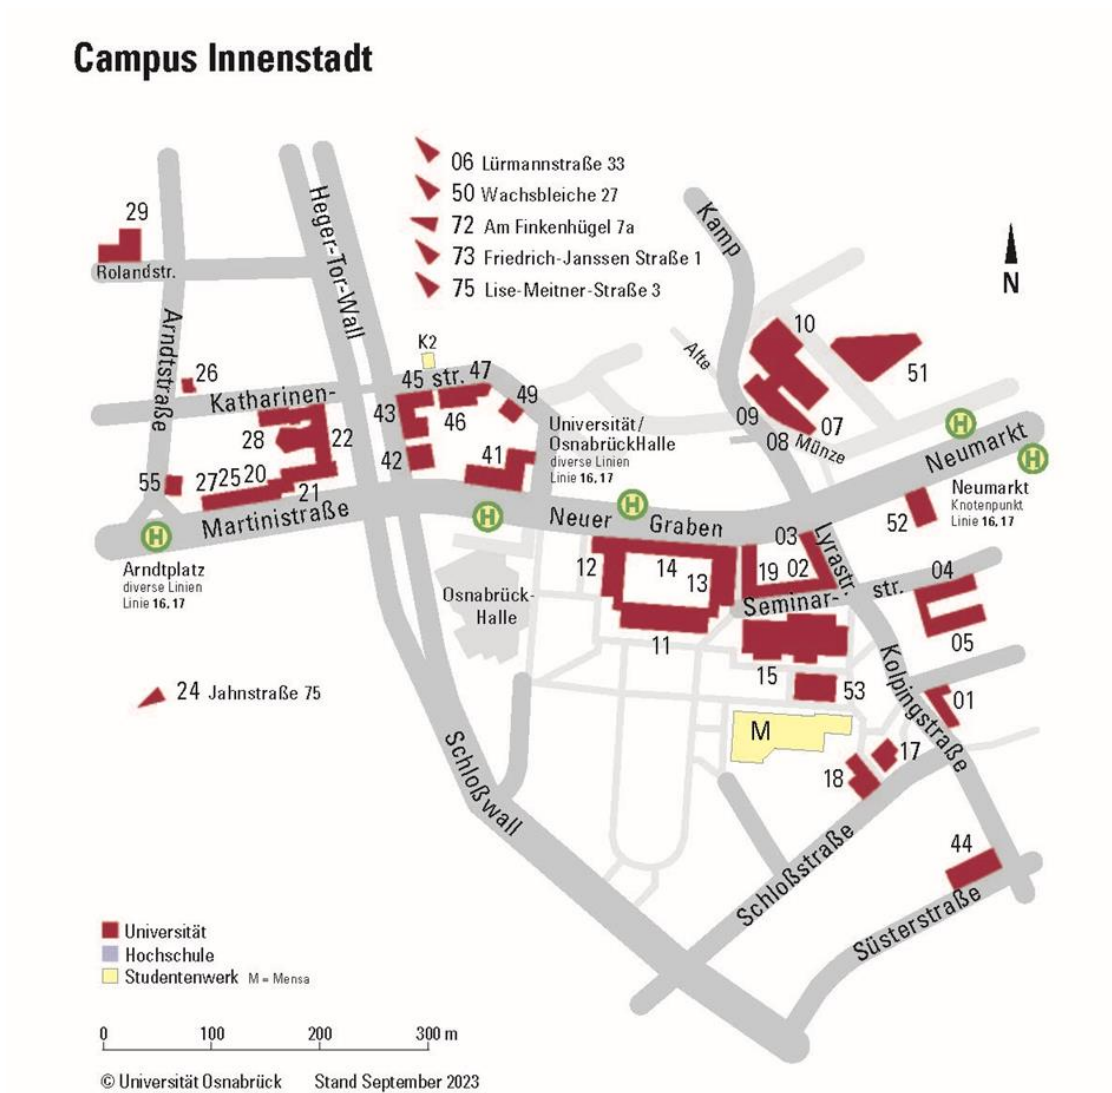 Campus Innenstadt
06 Lürmannstraße 33
50 Wachsbleiche 27
72 Am Finkenhügel 7a
73 Friedrich-Janssen Straße 1
75 Lise-Meitner-Straße 3
Heger-Tor-Wall
Kamp
N
29
Rolandstr.
Arndtstraße
26
Katharinen-
str.
K2
45
47
49
43
46
42
41
28
22
55
27
25
20
21
Martinistraße
Alte
Münze
10
51
09
08
07
Universität/
OsnabrückHalle
diverse Linien
Linie 16, 17
H
H
H
H
H
Neumarkt
Neumarkt
Knotenpunkt
Linie 16, 17
52
Neuer
Graben
Arndtplatz
diverse Linien
Linie 16, 17
Osnabrück-
Halle
12
14
13
11
03
19
02
Lyrastr.
Seminar-
str.
04
05
15
53
01
Kolpingstraße
M
17
18
24 Jahnstraße 75
Schloßwall
Schloßstraße
44
Süsterstraße
Universität
Hochschule
Studentenwerk M = Mensa
0 100 200 300 m
© Universität Osnabrück Stand September 2023